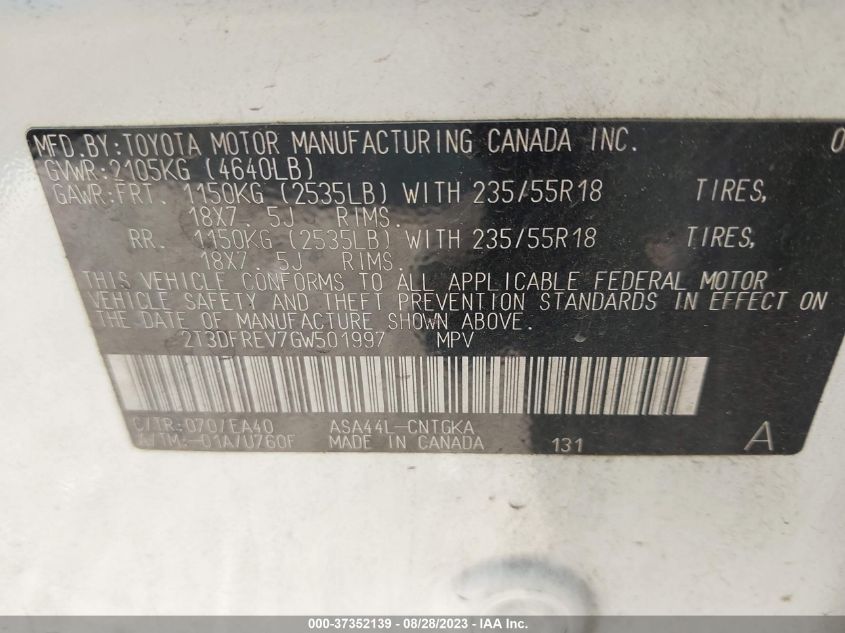 MFD.BY:TOYOTA MOTOR MANUFACTURING CANADA INC. 0
GVWR:2105KG (4640LB)
GAWR:FRT. 1150KG (2535LB) WITH 235/55R18 TIRES,
18X7. 5J RIMS.
RR. 1150KG (2535LB) WITH 235/55R18 TIRES,
18X7. 5J RIMS.
THIS VEHICLE CONFORMS TO ALL APPLICABLE FEDERAL MOTOR
VEHICLE SAFETY AND THEFT PREVENTION STANDARDS IN EFFECT ON
THE DATE OF MANUFACTURE SHOWN ABOVE.
2T3DFREV7GW501997 MPV
C/TR:070/EA40 ASA44L-CNTGKA
A/TM:-01A/U760F MADE IN CANADA 131 A
000-37352139 - 08/28/2023 - IAA Inc.